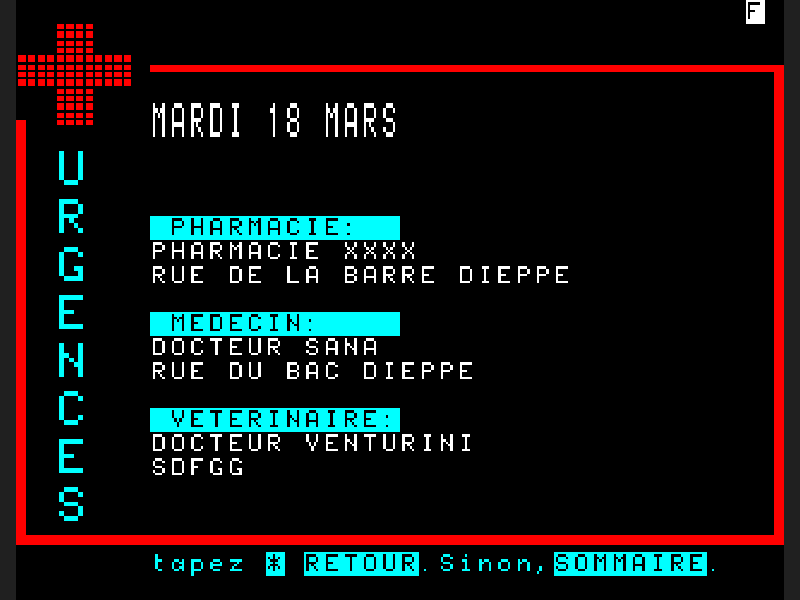 F
MARDI 18 MARS
URGENCES
PHARMACIE:
PHARMACIE XXXX
RUE DE LA BARRE DIEPPE
MEDECIN:
DOCTEUR SANA
RUE DU BAC DIEPPE
VETERINAIRE:
DOCTEUR VENTURINI
SDFGG
tapez * RETOUR. Sinon, SOMMAIRE.